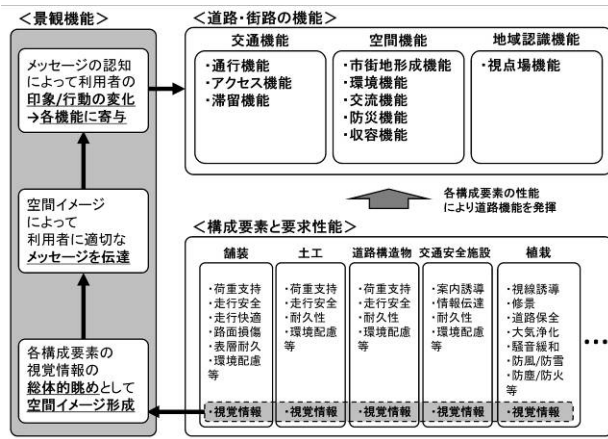 ＜景観機能＞
メッセージの認知
によって利用者の
印象/行動の変化
→各機能に寄与
空間イメージ
によって
利用者に適切な
メッセージを伝達
各構成要素の
視覚情報の
総体的眺めとして
空間イメージ形成
＜道路・街路の機能＞
交通機能
・通行機能
・アクセス機能
・滞留機能
空間機能
・市街地形成機能
・環境機能
・交流機能
・防災機能
・収容機能
地域認識機能
・視点場機能
各構成要素の性能
により道路機能を発揮
＜構成要素と要求性能＞
舗装
・荷重支持
・走行安全
・走行快適
・路面損傷
・表層耐久
・環境配慮
等
・視覚情報
土工
・荷重支持
・走行安全
・耐久性
・環境配慮
等
・視覚情報
道路構造物
・荷重支持
・走行安全
・耐久性
・環境配慮
等
・視覚情報
交通安全施設
・案内誘導
・情報伝達
・耐久性
・環境配慮
等
・視覚情報
植栽
・視線誘導
・修景
・道路保全
・大気浄化
・騒音緩和
・防風/防雪
・防塵/防火
等
・視覚情報
•••